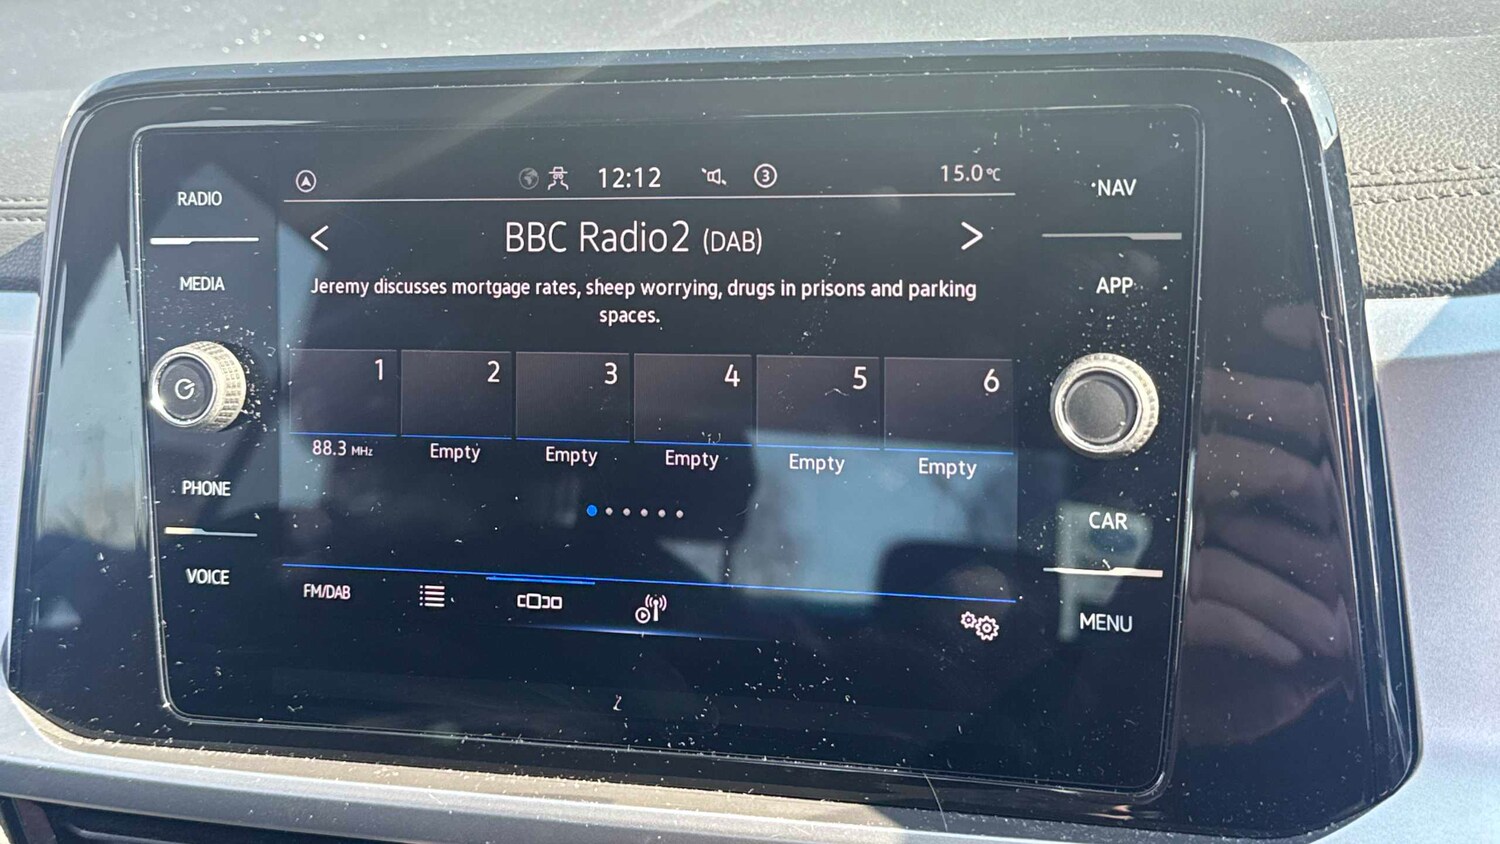 RADIO
MEDIA
PHONE
VOICE
12:12
3
15.0°C
BBC Radio2 (DAB)
Jeremy discusses mortgage rates, sheep worrying, drugs in prisons and parking
spaces.
1 2 3 4 5 6
88.3 MHz Empty Empty Empty Empty Empty
FM/DAB
NAV
APP
CAR
MENU